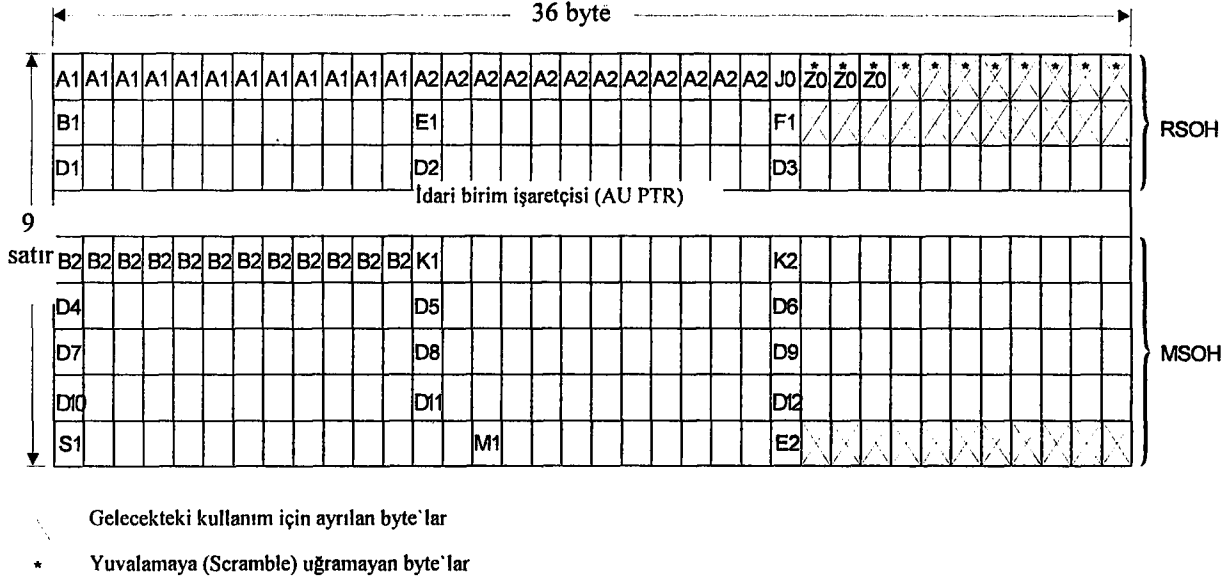 36 byte
A1 A1 A1 A1 A1 A1 A1 A1 A1 A1 A1 A1 A2 A2 A2 A2 A2 A2 A2 A2 A2 A2 A2 A2 J0 *Z0 *Z0 *Z0 * * * * * * * *
B1 E1 F1
RSOH
D1 D2 D3
İdari birim işaretçisi (AU PTR)
9
satır
B2 B2 B2 B2 B2 B2 B2 B2 B2 B2 B2 B2 K1 K2
D4 D5 D6
D7 D8 D9
MSOH
D10 D11 D12
S1 M1 E2
Gelecekteki kullanım için ayrılan byte`lar
* Yuvalamaya (Scramble) uğramayan byte`lar